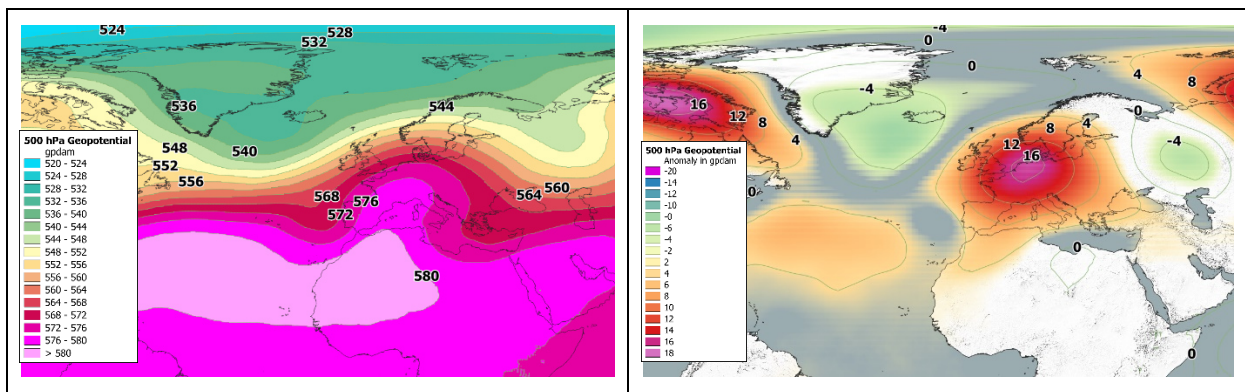 524
528
532
536
544
540
548
552
556
568
572
576
564
560
580
500 hPa Geopotential
gpdam
520 - 524
524 - 528
528 - 532
532 - 536
536 - 540
540 - 544
544 - 548
548 - 552
552 - 556
556 - 560
560 - 564
564 - 568
568 - 572
572 - 576
576 - 580
> 580
-4
0
0
-4
4
8
16
12
8
4
8
4
12
16
-0
-4
0
0
0
500 hPa Geopotential
Anomaly in gpdam
-20
-14
-12
-10
-0
-6
-4
-2
2
4
6
8
10
12
14
16
18